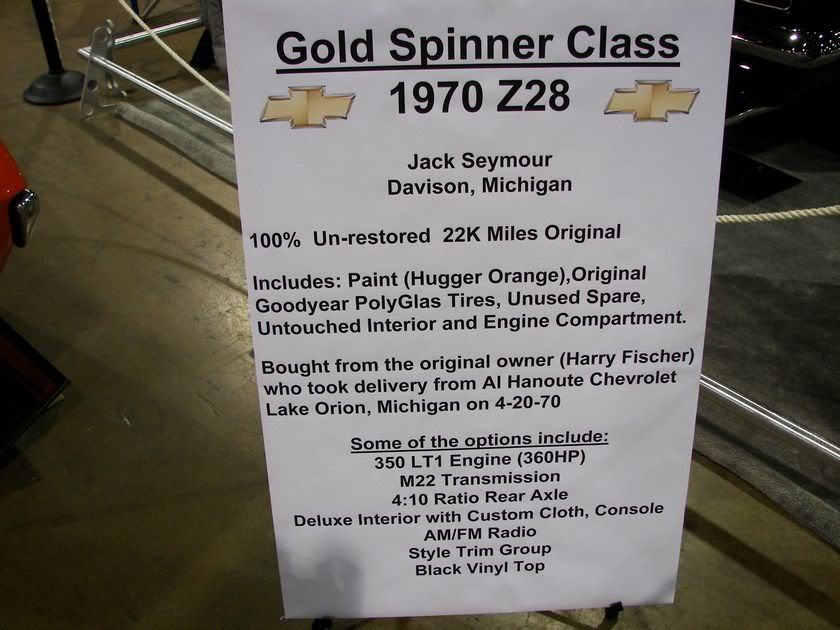 Gold Spinner Class
1970 Z28
Jack Seymour
Davison, Michigan
100% Un-restored 22K Miles Original
Includes: Paint (Hugger Orange),Original
Goodyear PolyGlas Tires, Unused Spare,
Untouched Interior and Engine Compartment.
Bought from the original owner (Harry Fischer)
who took delivery from Al Hanoute Chevrolet
Lake Orion, Michigan on 4-20-70
Some of the options include:
350 LT1 Engine (360HP)
M22 Transmission
4:10 Ratio Rear Axle
Deluxe Interior with Custom Cloth, Console
AM/FM Radio
Style Trim Group
Black Vinyl Top